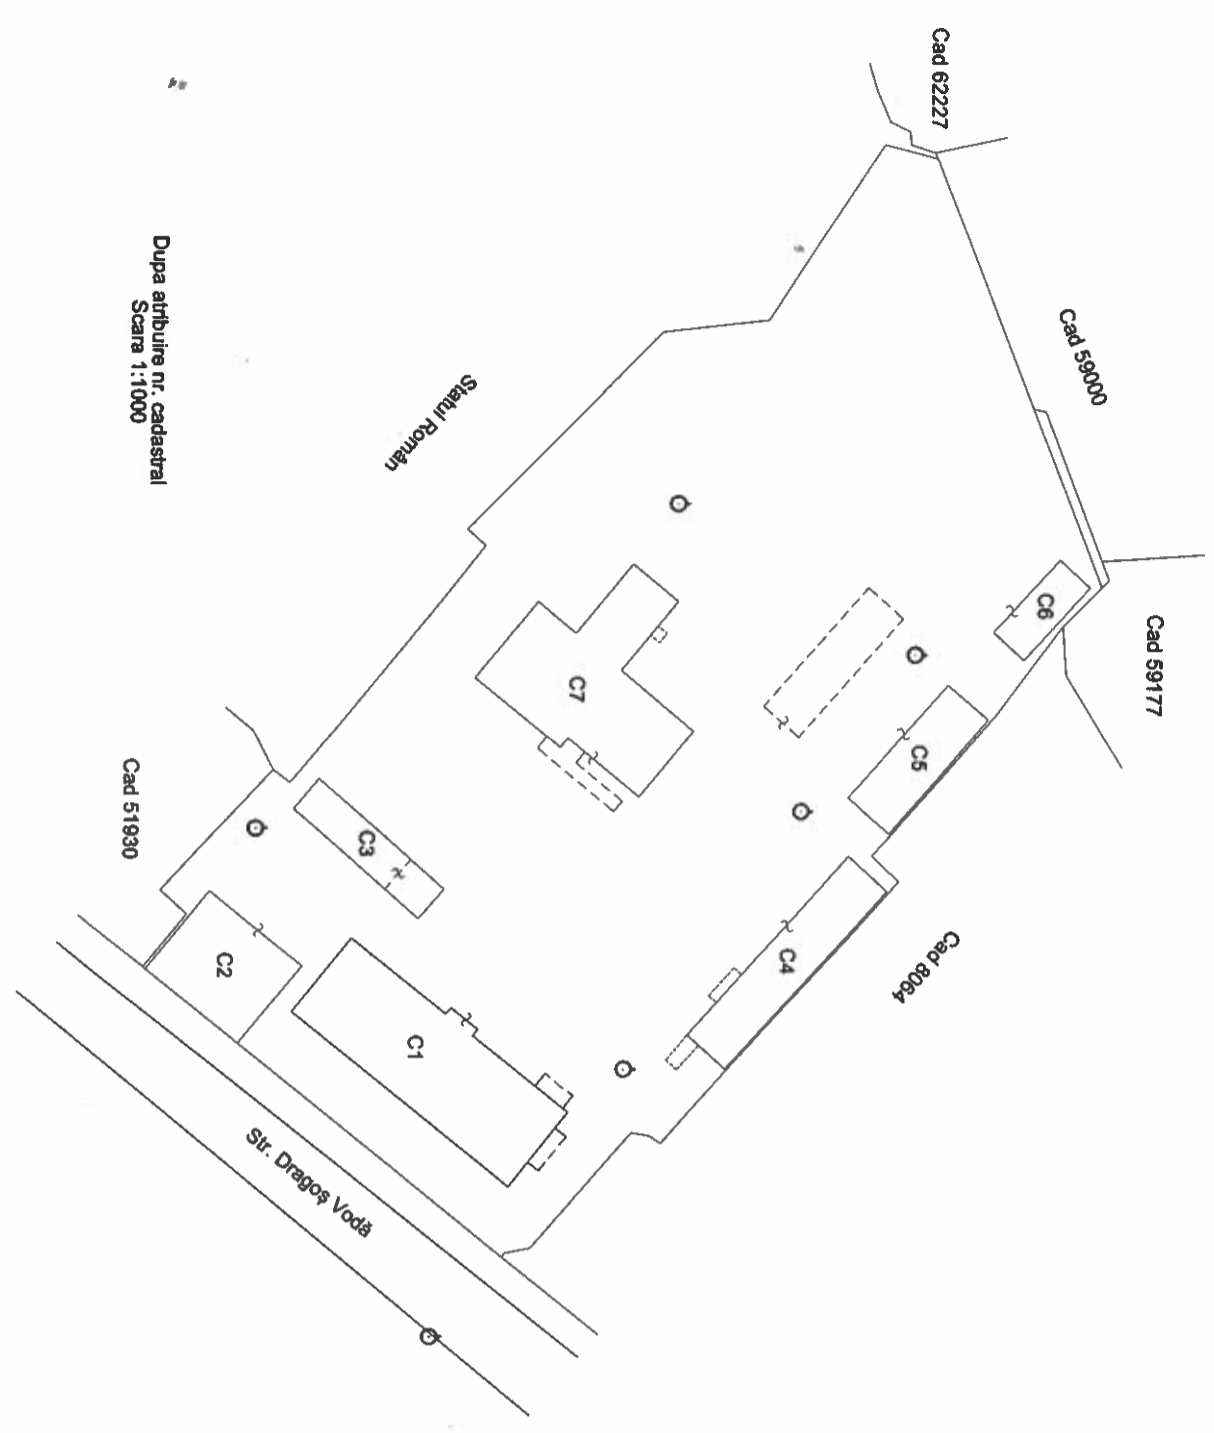 Cad 62227
Cad 59000
Cad 59177
Dupa atribuire nr. cadastral
Scara 1:1000
Statul Român
C6
C7
C5
Cad 51930
C3
C4
Cad 8064
C2
C1
Str. Dragoș Vodă